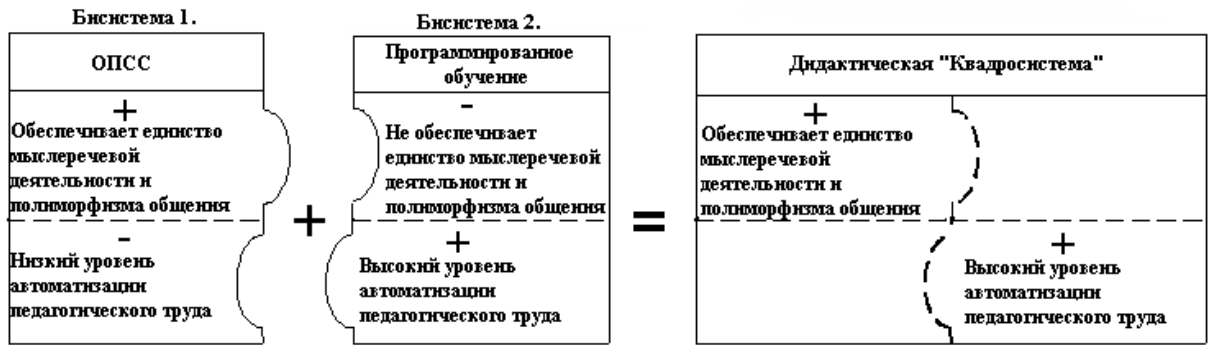 Бисистема 1.
ОПСС
+
Обеспечивает единство
мыслеречевой
деятельности и
полиморфизма общения
-
Низкий уровень
автоматизации
педагогического труда
+
Бисистема 2.
Программированное
обучение
-
Не обеспечивает
единство мыслеречевой
деятельности и
полиморфизма общения
+
Высокий уровень
автоматизации
педагогического труда
=
Дидактическая "Квадросистема"
+
Обеспечивает единство
мыслеречевой
деятельности и
полиморфизма общения
+
Высокий уровень
автоматизации
педагогического труда